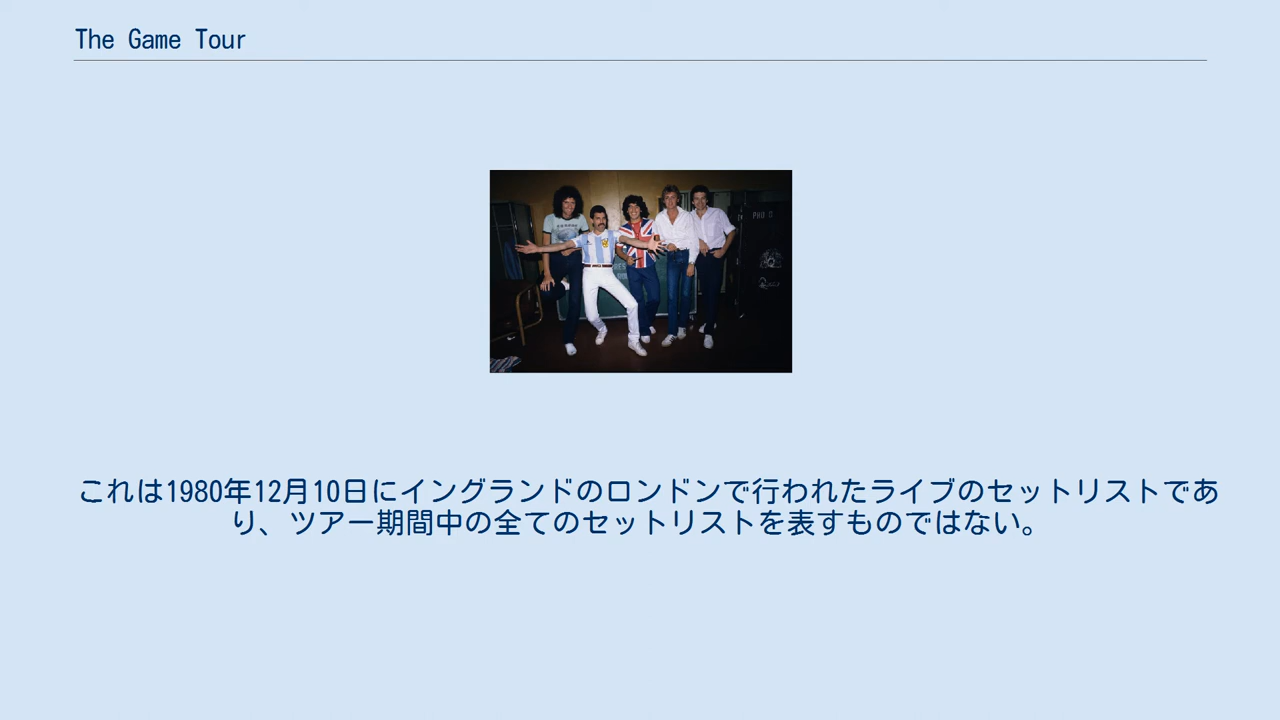 The Game Tour
PHO D
これは1980年12月10日にイングランドのロンドンで行われたライブのセットリストであ
り、ツアー期間中の全てのセットリストを表すものではない。